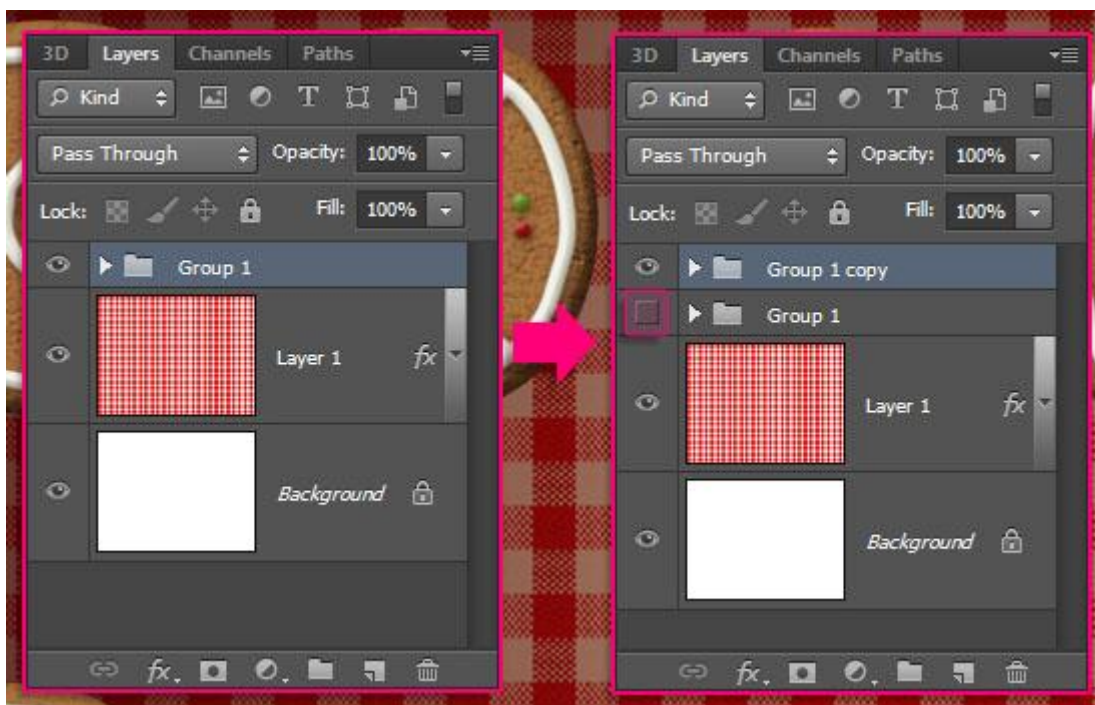 3D Layers Channels Paths
Kind T
Pass Through Opacity: 100%
Lock: Fill: 100%
Group 1
Layer 1 fx
Background
fx.
3D Layers Channels Paths
Kind T
Pass Through Opacity: 100%
Lock: Fill: 100%
Group 1 copy
Group 1
Layer 1 fx
Background
fx.